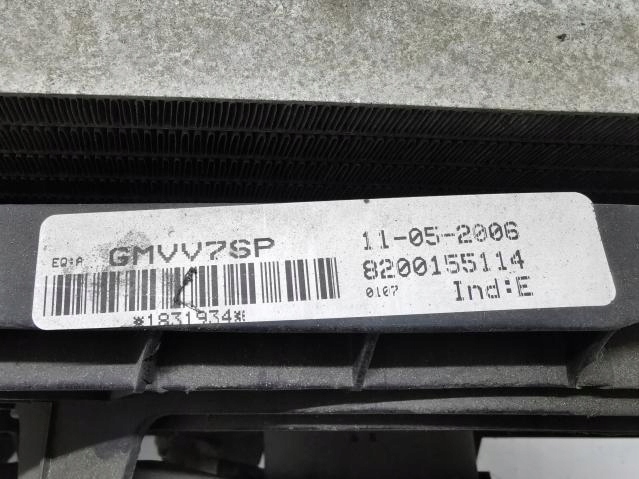 EQ:A GMVV7SP 11-05-2006
8200155114
0107 Ind:E
*1831934*